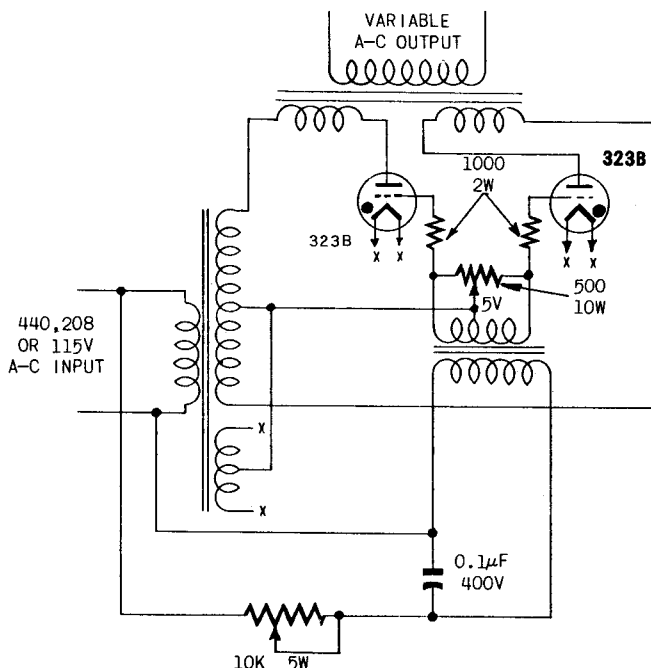 VARIABLE
A-C OUTPUT
1000
2W
323B
323B
X X
X X
500
10W
5V
440,208
OR 115V
A-C INPUT
X
X
0.1µF
400V
10K 5W